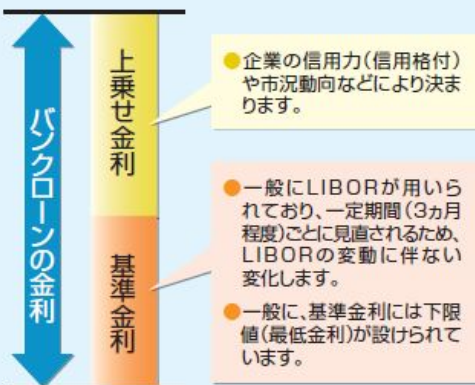 バンクローンの金利
上乗せ金利
基準金利
●企業の信用力(信用格付)
や市況動向などにより決ま
ります。
●一般にLIBORが用いら
れており、一定期間(3ヵ月
程度)ごとに見直されるため、
LIBORの変動に伴ない
変化します。
●一般に、基準金利には下限
値(最低金利)が設けられて
います。